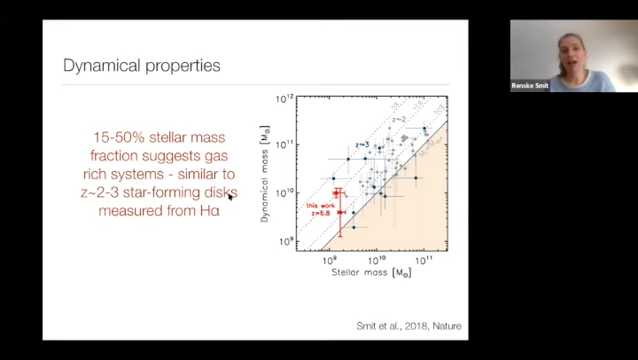 Dynamical properties
Renske Smit
15-50% stellar mass
fraction suggests gas
rich systems - similar to
z~2-3 star-forming disks
measured from Hα
Dynamical mass [M⊙]
10¹²
10¹¹
10¹⁰
10⁹
z~2
z~3
this work
z=6.8
10⁹
10¹⁰
10¹¹
Stellar mass [M⊙]
Smit et al., 2018, Nature